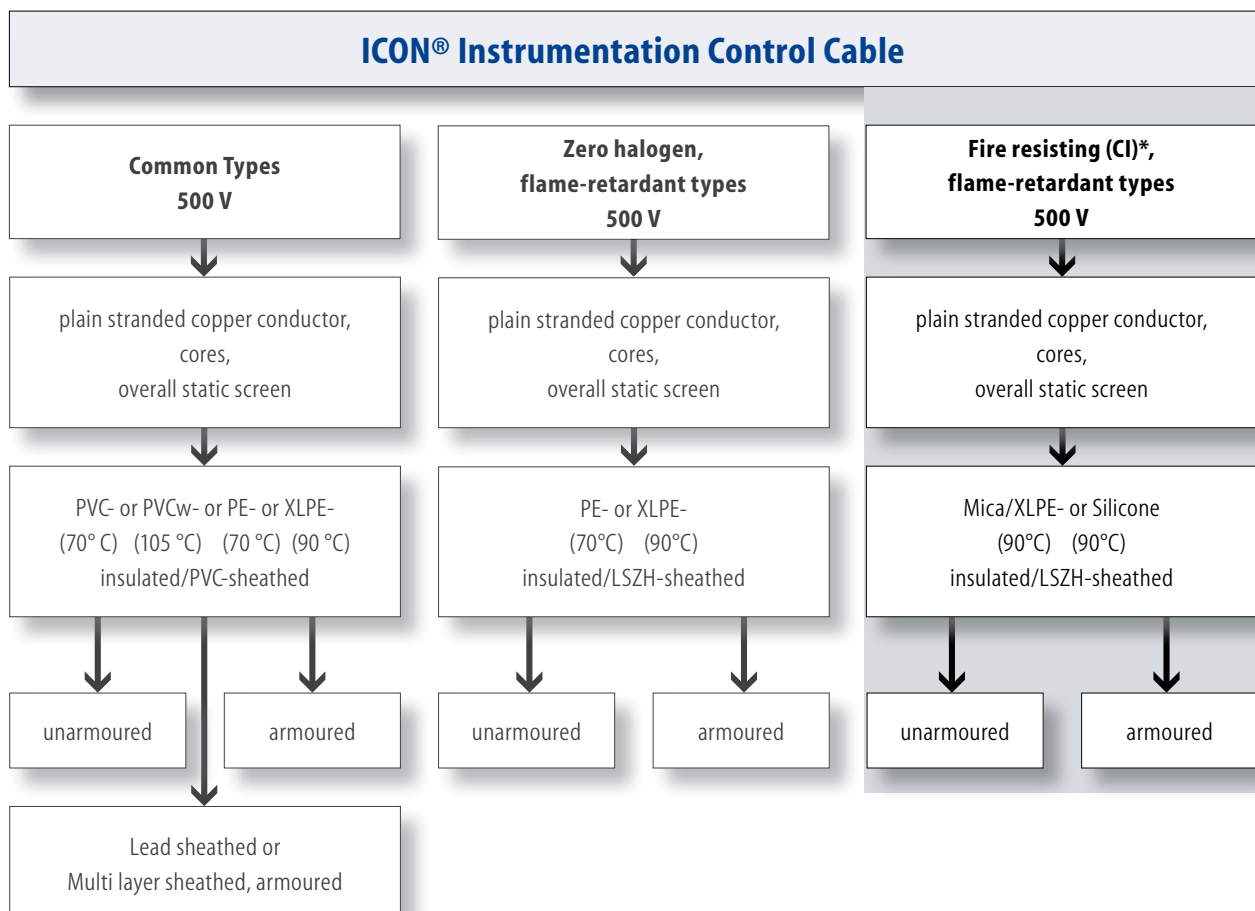 ICON® Instrumentation Control Cable
Common Types
500 V
plain stranded copper conductor,
cores,
overall static screen
PVC- or PVCw- or PE- or XLPE-
(70° C) (105 °C) (70 °C) (90 °C)
insulated/PVC-sheathed
unarmoured
armoured
Lead sheathed or
Multi layer sheathed, armoured
Zero halogen,
flame-retardant types
500 V
plain stranded copper conductor,
cores,
overall static screen
PE- or XLPE-
(70°C) (90°C)
insulated/LSZH-sheathed
unarmoured
armoured
Fire resisting (CI)*,
flame-retardant types
500 V
plain stranded copper conductor,
cores,
overall static screen
Mica/XLPE- or Silicone
(90°C) (90°C)
insulated/LSZH-sheathed
unarmoured
armoured